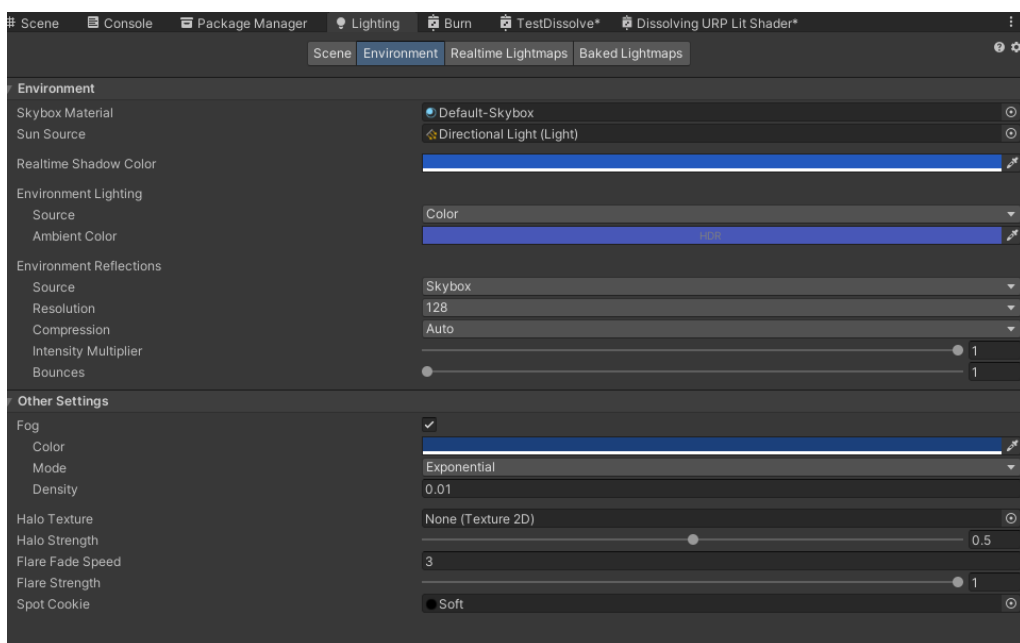 # Scene Console Package Manager Lighting Burn TestDissolve* Dissolving URP Lit Shader*
Scene Environment Realtime Lightmaps Baked Lightmaps
Environment
Skybox Material Default-Skybox
Sun Source Directional Light (Light)
Realtime Shadow Color
Environment Lighting
Source Color
Ambient Color HDR
Environment Reflections
Source Skybox
Resolution 128
Compression Auto
Intensity Multiplier 1
Bounces 1
Other Settings
Fog
Color
Mode Exponential
Density 0.01
Halo Texture None (Texture 2D)
Halo Strength 0.5
Flare Fade Speed 3
Flare Strength 1
Spot Cookie Soft